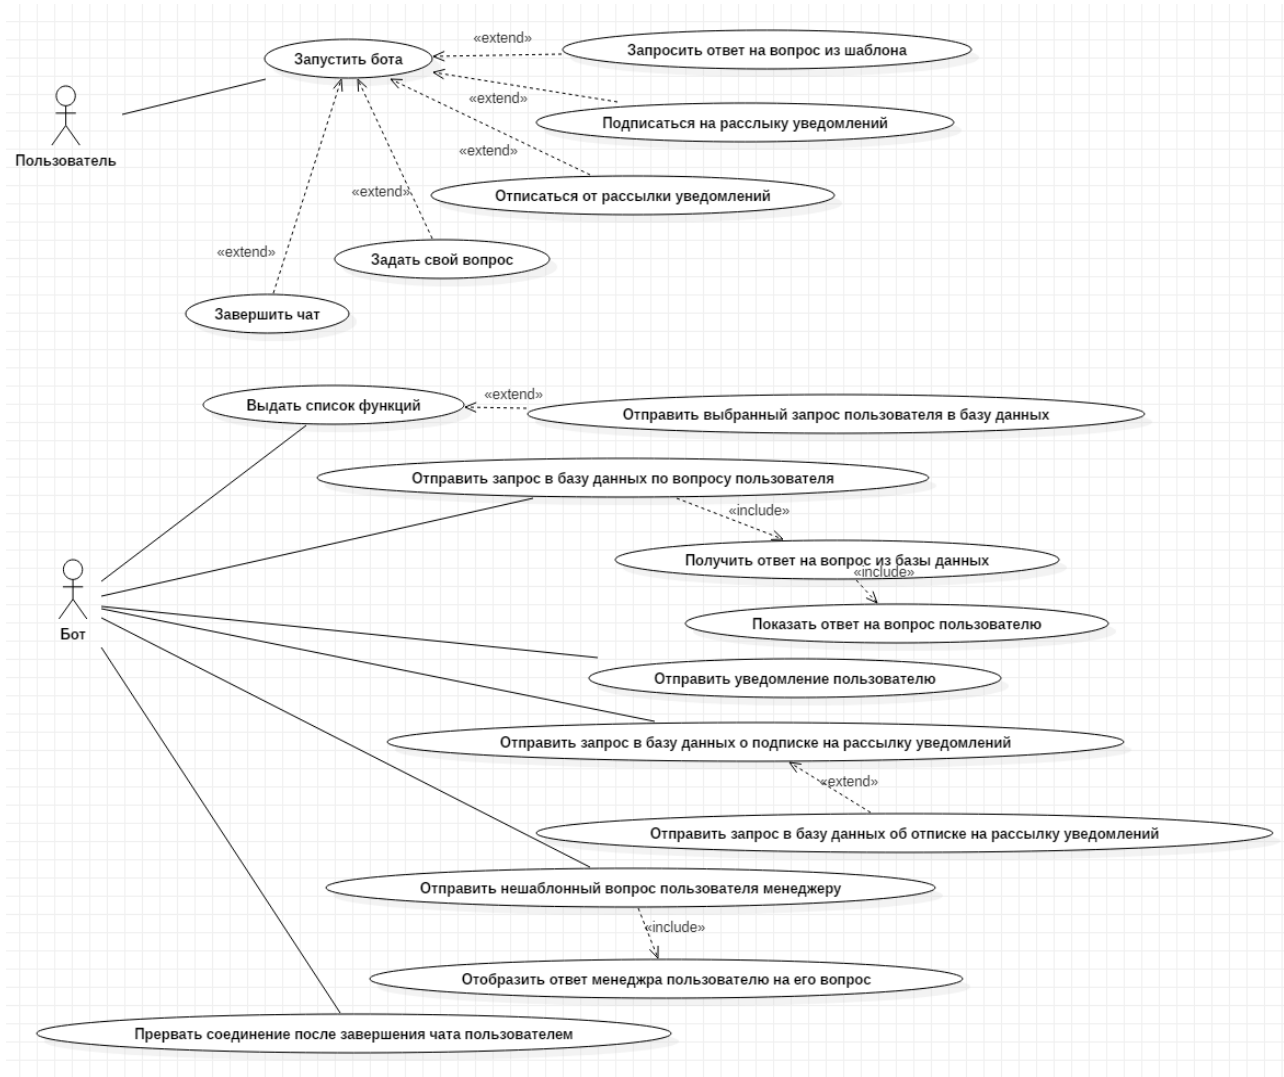 «extend»
Запросить ответ на вопрос из шаблона
Запустить бота
«extend»
Подписаться на расслыку уведомлений
«extend»
Пользователь
«extend»
Отписаться от рассылки уведомлений
«extend»
Задать свой вопрос
Завершить чат
«extend»
Выдать список функций
Отправить выбранный запрос пользователя в базу данных
Отправить запрос в базу данных по вопросу пользователя
«include»
Получить ответ на вопрос из базы данных
«include»
Показать ответ на вопрос пользователю
Бот
Отправить уведомление пользователю
Отправить запрос в базу данных о подписке на рассылку уведомлений
«extend»
Отправить запрос в базу данных об отписке на рассылку уведомлений
Отправить нешаблонный вопрос пользователя менеджеру
«include»
Отобразить ответ менеджра пользователю на его вопрос
Прервать соединение после завершения чата пользователем